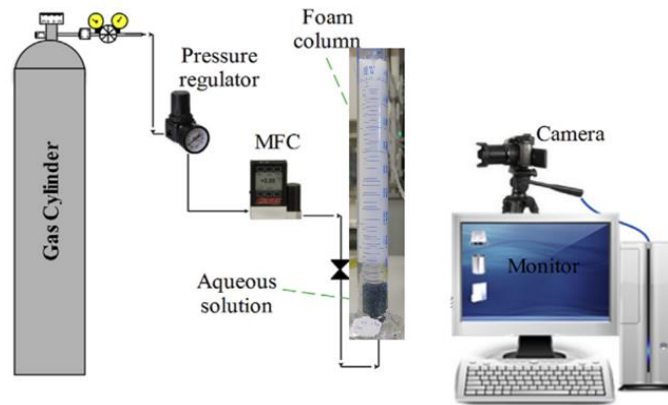 Foam
column
Pressure
regulator
MFC
Camera
Gas Cylinder
Aqueous
solution
Monitor